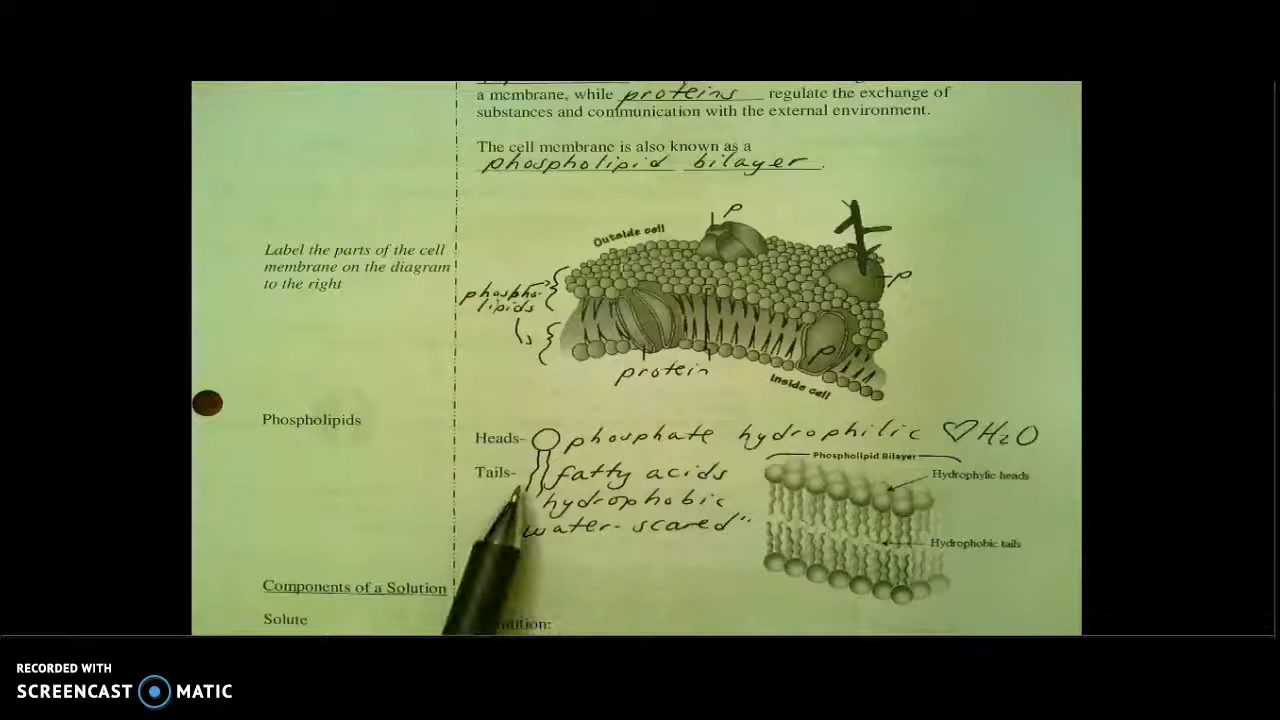 a membrane, while proteins regulate the exchange of
substances and communication with the external environment.
The cell membrane is also known as a
phospholipid bilayer.
Label the parts of the cell
membrane on the diagram
to the right
Outside cell
P
P
phospho-
lipids
P
protein
Inside cell
Phospholipids
Heads- phosphate hydrophilic ♡ H2O
Tails- fatty acids
hydrophobic
water-scared"
Phospholipid Bilayer
Hydrophylic heads
Hydrophobic tails
Components of a Solution
Solute
RECORDED WITH
SCREENCAST MATIC